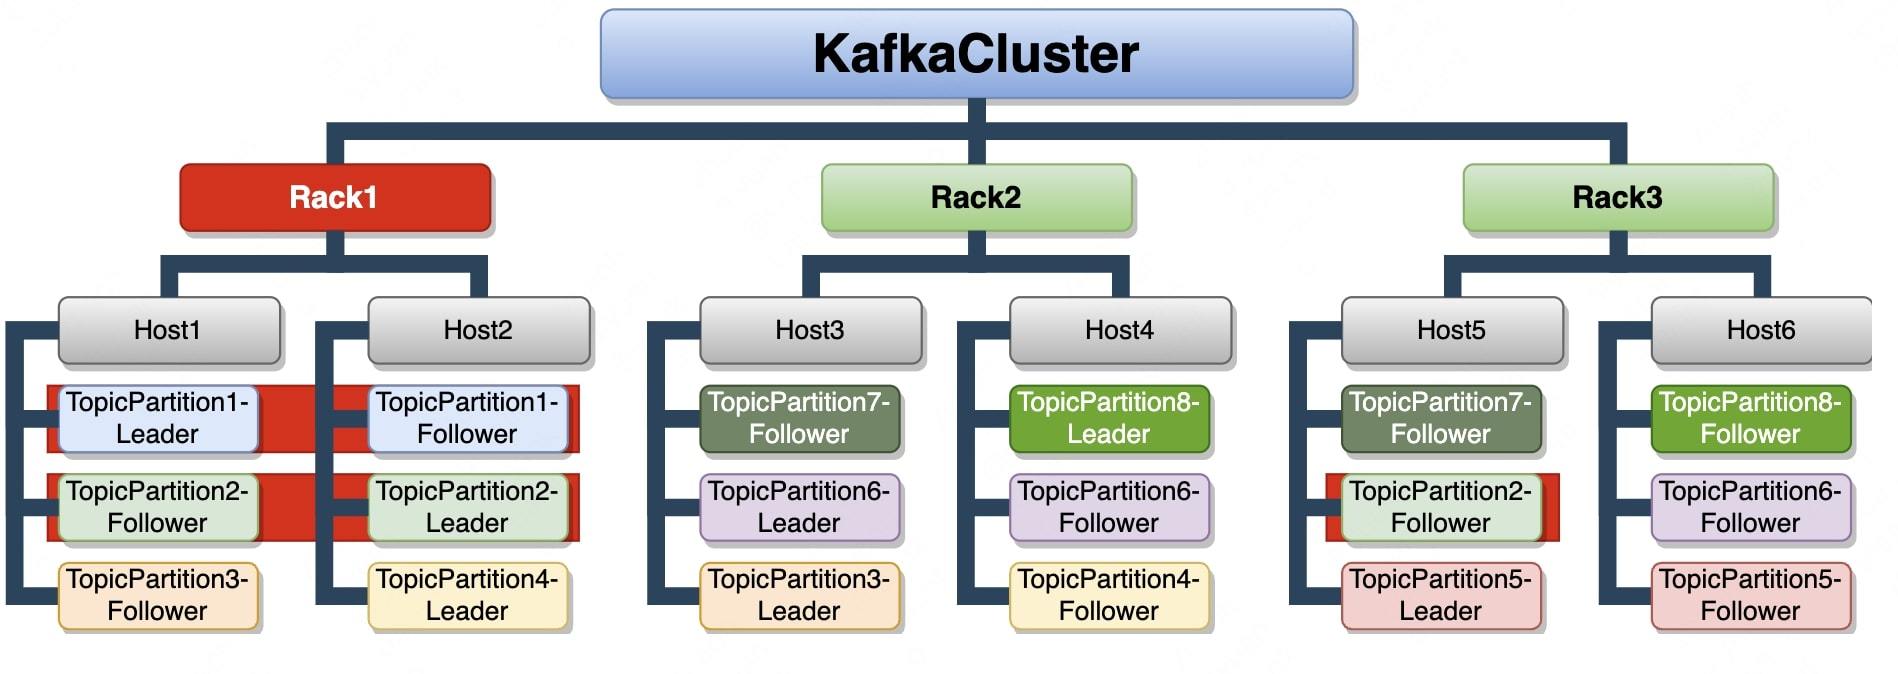 KafkaCluster
Rack1
Rack2
Rack3
Host1
Host2
Host3
Host4
Host5
Host6
TopicPartition1-
Leader
TopicPartition1-
Follower
TopicPartition7-
Follower
TopicPartition8-
Leader
TopicPartition7-
Follower
TopicPartition8-
Follower
TopicPartition2-
Follower
TopicPartition2-
Leader
TopicPartition6-
Leader
TopicPartition6-
Follower
TopicPartition2-
Follower
TopicPartition6-
Follower
TopicPartition3-
Follower
TopicPartition4-
Leader
TopicPartition3-
Leader
TopicPartition4-
Follower
TopicPartition5-
Leader
TopicPartition5-
Follower